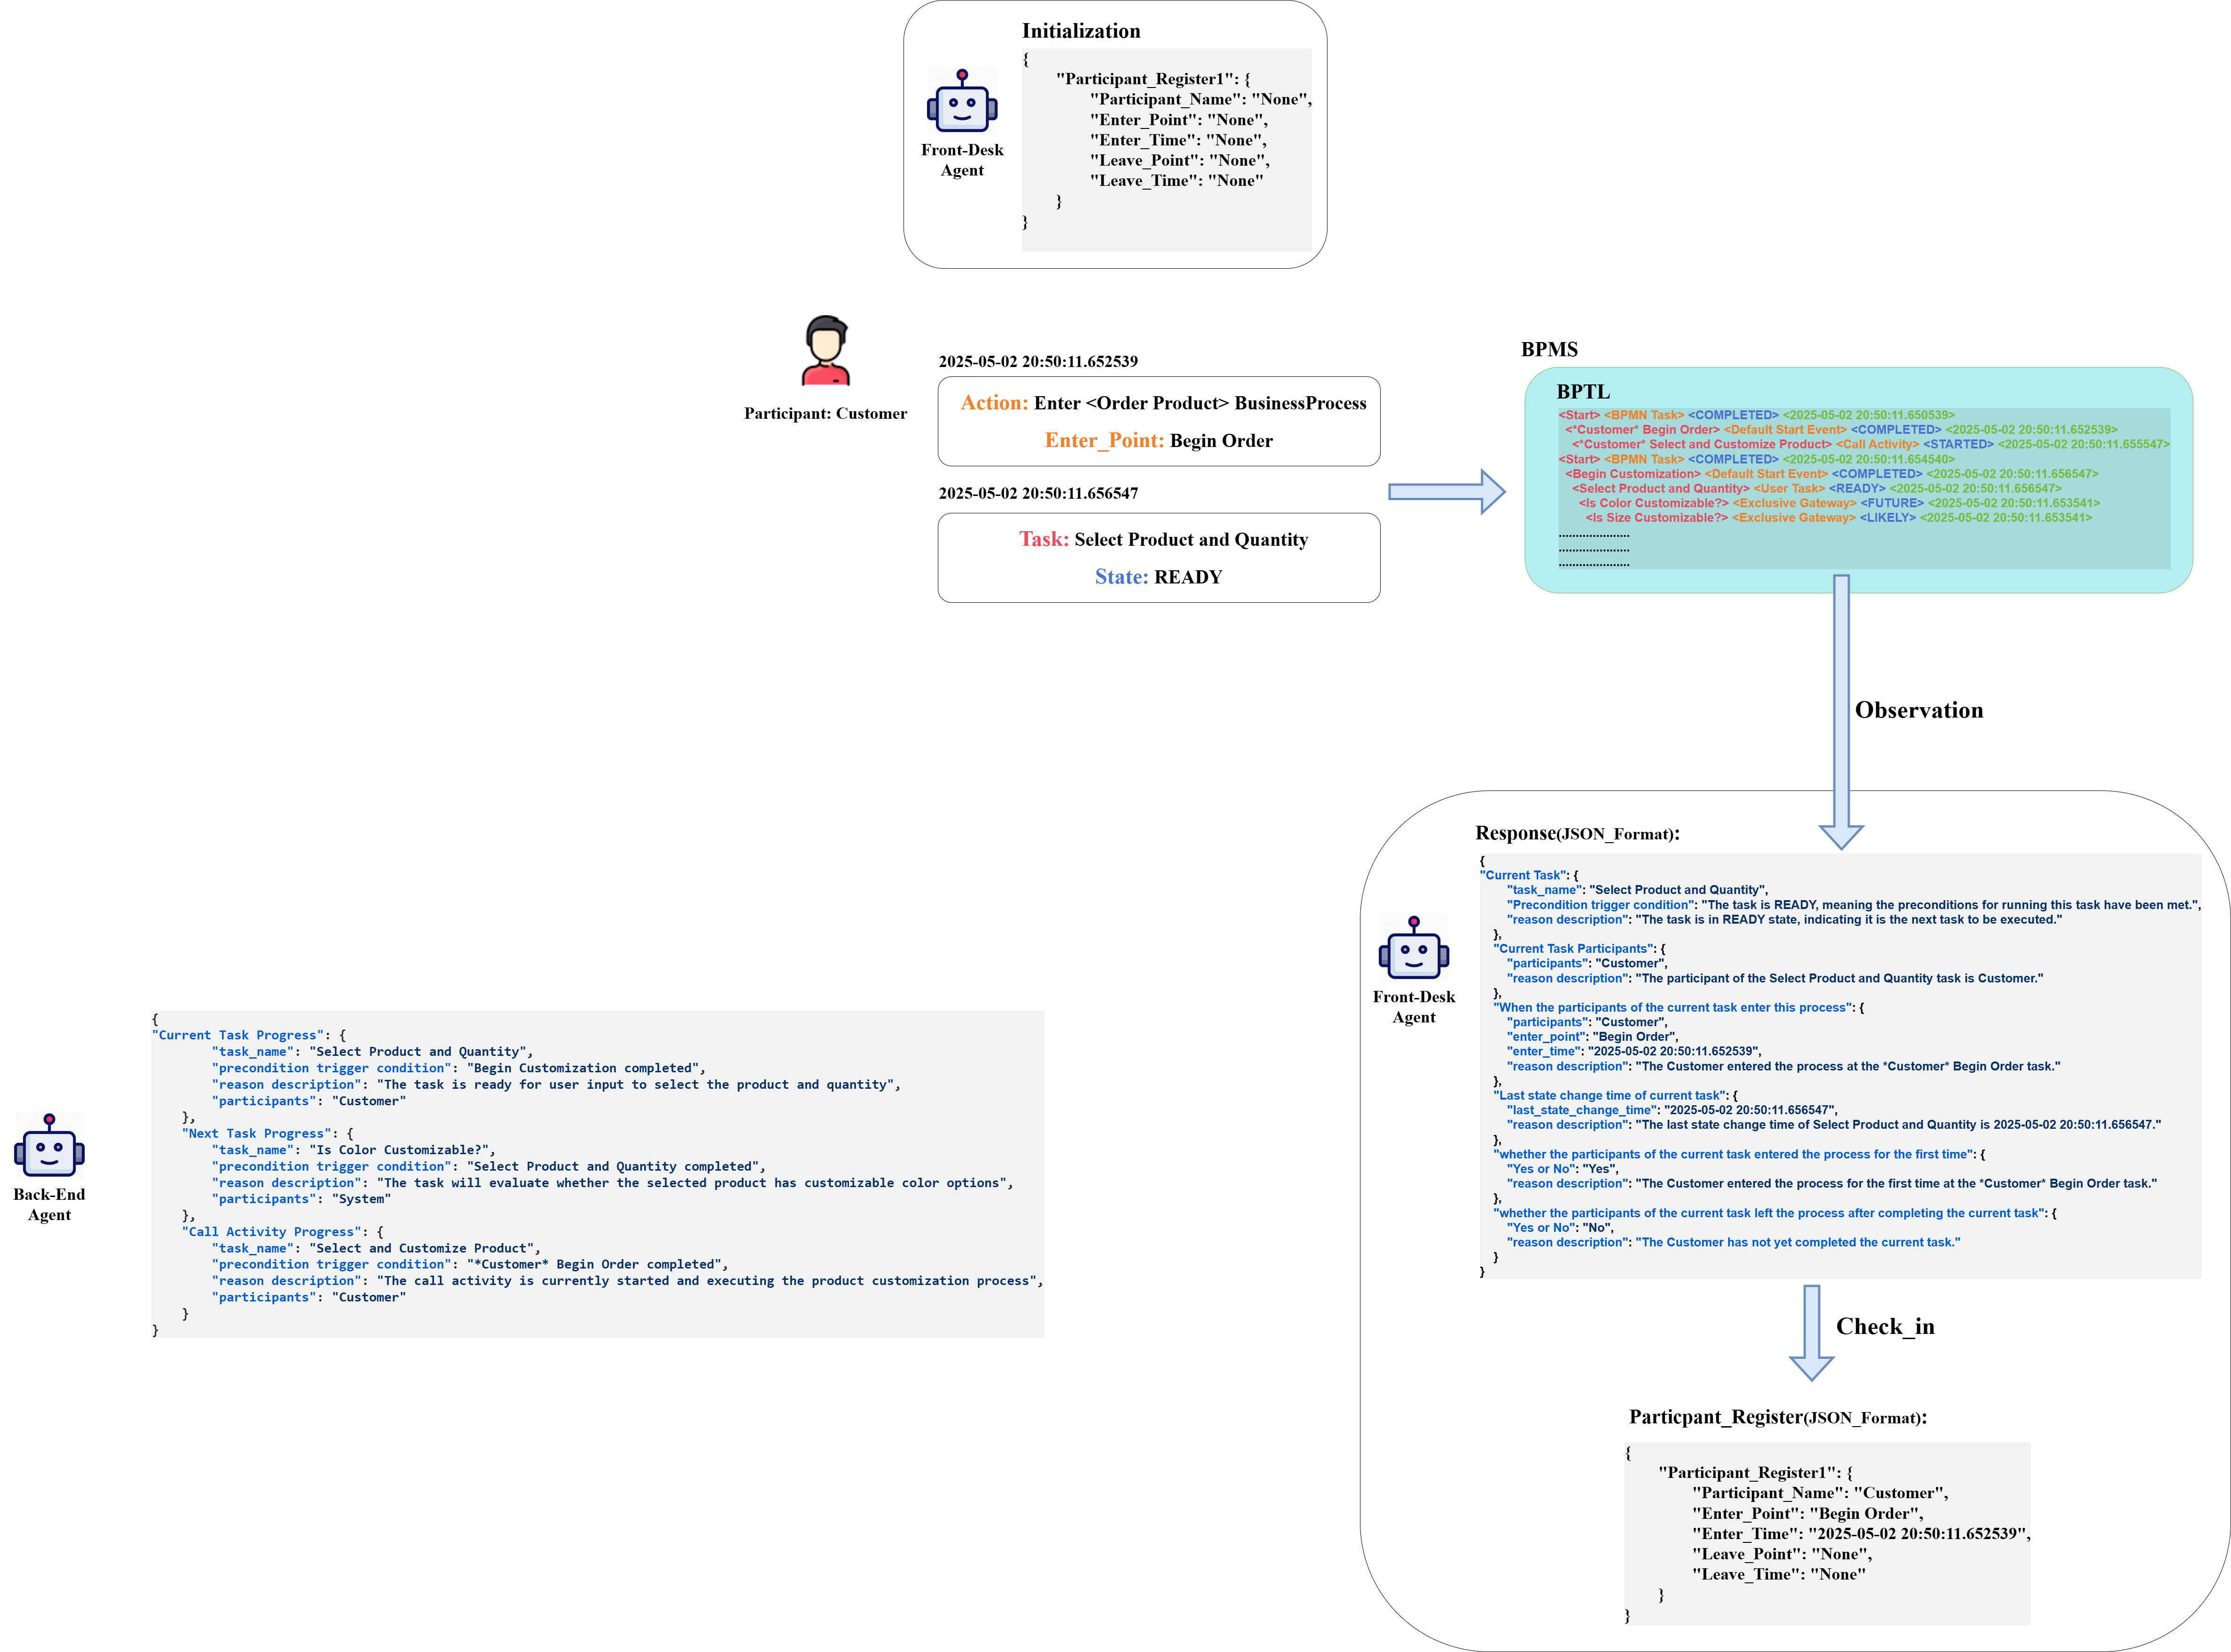 Initialization
{
"Participant_Register1": {
"Participant_Name": "None",
"Enter_Point": "None",
"Enter_Time": "None",
"Leave_Point": "None",
"Leave_Time": "None"
}
}
Front-Desk
Agent
Participant: Customer
2025-05-02 20:50:11.652539
Action: Enter <Order Product> BusinessProcess
Enter_Point: Begin Order
2025-05-02 20:50:11.656547
Task: Select Product and Quantity
State: READY
BPMS
BPTL
<Start> <BPMN Task> <COMPLETED> <2025-05-02 20:50:11.650539>
<*Customer* Begin Order> <Default Start Event> <COMPLETED> <2025-05-02 20:50:11.652539>
<*Customer* Select and Customize Product> <Call Activity> <STARTED> <2025-05-02 20:50:11.655547>
<Start> <BPMN Task> <COMPLETED> <2025-05-02 20:50:11.654540>
<Begin Customization> <Default Start Event> <COMPLETED> <2025-05-02 20:50:11.656547>
<Select Product and Quantity> <User Task> <READY> <2025-05-02 20:50:11.656547>
<Is Color Customizable?> <Exclusive Gateway> <FUTURE> <2025-05-02 20:50:11.653541>
<Is Size Customizable?> <Exclusive Gateway> <LIKELY> <2025-05-02 20:50:11.653541>
.....................
.....................
.....................
Observation
Response(JSON_Format):
{
"Current Task": {
"task_name": "Select Product and Quantity",
"Precondition trigger condition": "The task is READY, meaning the preconditions for running this task have been met.",
"reason description": "The task is in READY state, indicating it is the next task to be executed."
},
"Current Task Participants": {
"participants": "Customer",
"reason description": "The participant of the Select Product and Quantity task is Customer."
},
"When the participants of the current task enter this process": {
"participants": "Customer",
"enter_point": "Begin Order",
"enter_time": "2025-05-02 20:50:11.652539",
"reason description": "The Customer entered the process at the *Customer* Begin Order task."
},
"Last state change time of current task": {
"last_state_change_time": "2025-05-02 20:50:11.656547",
"reason description": "The last state change time of Select Product and Quantity is 2025-05-02 20:50:11.656547."
},
"whether the participants of the current task entered the process for the first time": {
"Yes or No": "Yes",
"reason description": "The Customer entered the process for the first time at the *Customer* Begin Order task."
},
"whether the participants of the current task left the process after completing the current task": {
"Yes or No": "No",
"reason description": "The Customer has not yet completed the current task."
}
}
Front-Desk
Agent
Check_in
Particpant_Register(JSON_Format):
{
"Participant_Register1": {
"Participant_Name": "Customer",
"Enter_Point": "Begin Order",
"Enter_Time": "2025-05-02 20:50:11.652539",
"Leave_Point": "None",
"Leave_Time": "None"
}
}
Back-End
Agent
{
"Current Task Progress": {
"task_name": "Select Product and Quantity",
"precondition trigger condition": "Begin Customization completed",
"reason description": "The task is ready for user input to select the product and quantity",
"participants": "Customer"
},
"Next Task Progress": {
"task_name": "Is Color Customizable?",
"precondition trigger condition": "Select Product and Quantity completed",
"reason description": "The task will evaluate whether the selected product has customizable color options",
"participants": "System"
},
"Call Activity Progress": {
"task_name": "Select and Customize Product",
"precondition trigger condition": "*Customer* Begin Order completed",
"reason description": "The call activity is currently started and executing the product customization process",
"participants": "Customer"
}
}